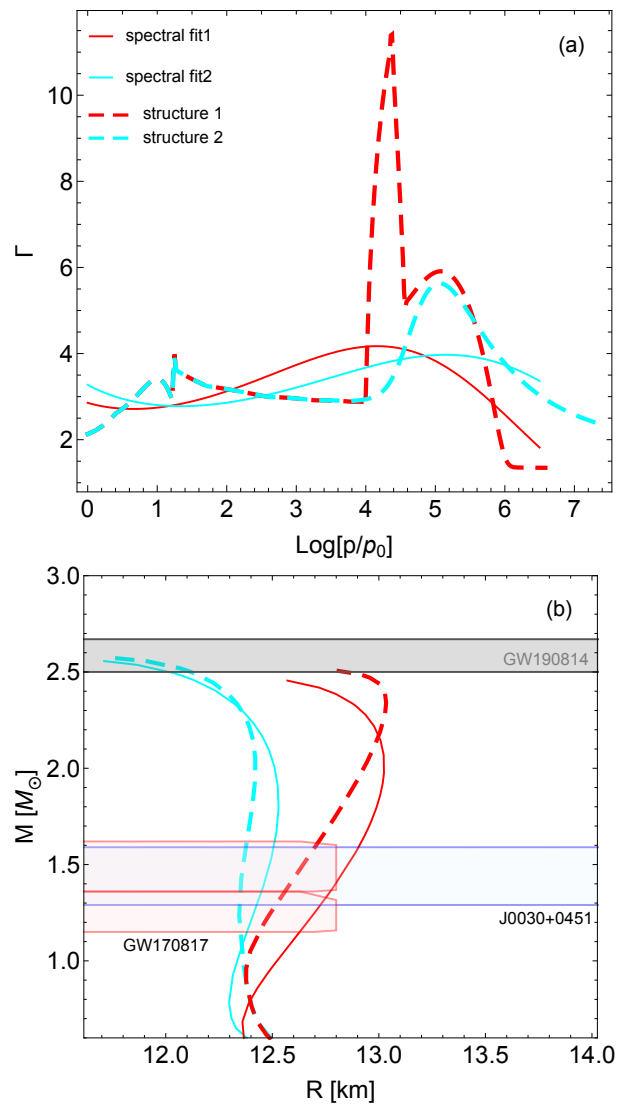 (a)
spectral fit1
spectral fit2
structure 1
structure 2
10
8
6
4
2
Γ
0 1 2 3 4 5 6 7
Log[p/p₀]
(b)
3.0
2.5
2.0
1.5
1.0
M [M⊙]
GW190814
J0030+0451
GW170817
12.0 12.5 13.0 13.5 14.0
R [km]